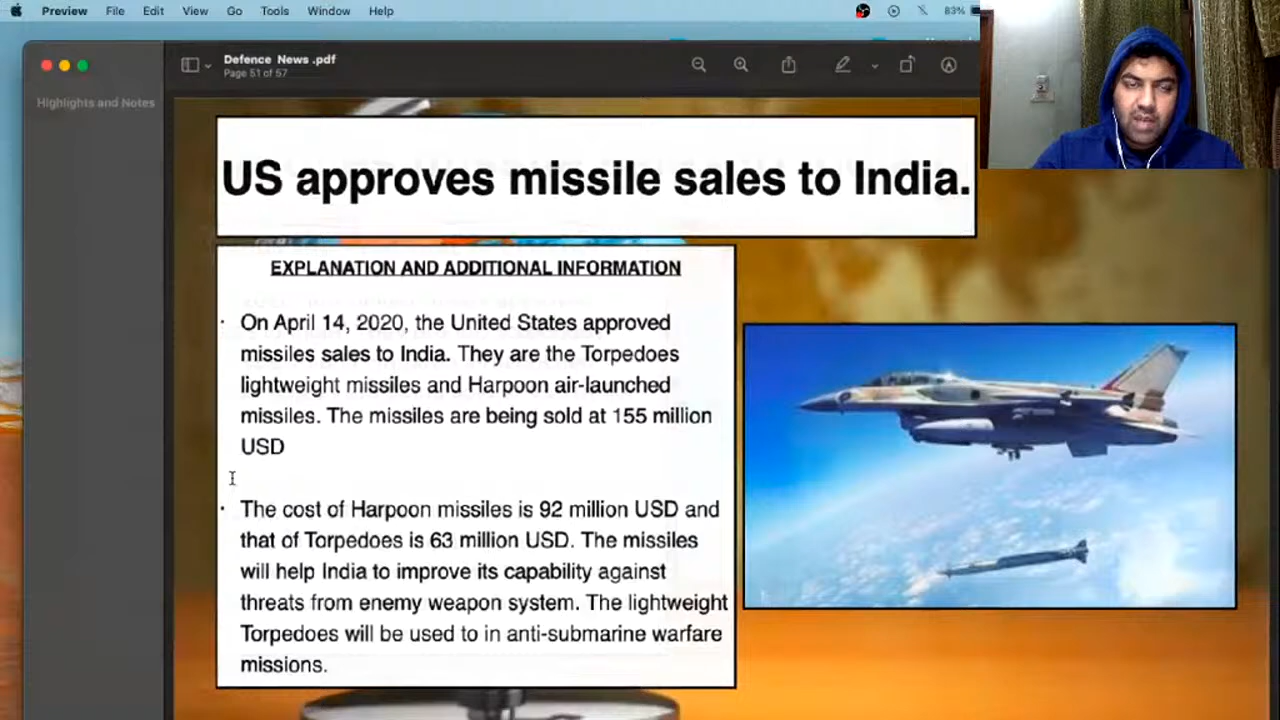 Preview File Edit View Go Tools Window Help 83%
Defence News .pdf
Page 51 of 57
Highlights and Notes
US approves missile sales to India.
EXPLANATION AND ADDITIONAL INFORMATION
· On April 14, 2020, the United States approved
missiles sales to India. They are the Torpedoes
lightweight missiles and Harpoon air-launched
missiles. The missiles are being sold at 155 million
USD
· The cost of Harpoon missiles is 92 million USD and
that of Torpedoes is 63 million USD. The missiles
will help India to improve its capability against
threats from enemy weapon system. The lightweight
Torpedoes will be used to in anti-submarine warfare
missions.